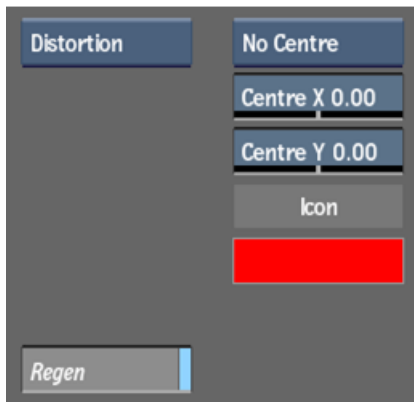 Distortion
No Centre
Centre X 0.00
Centre Y 0.00
Icon
Regen